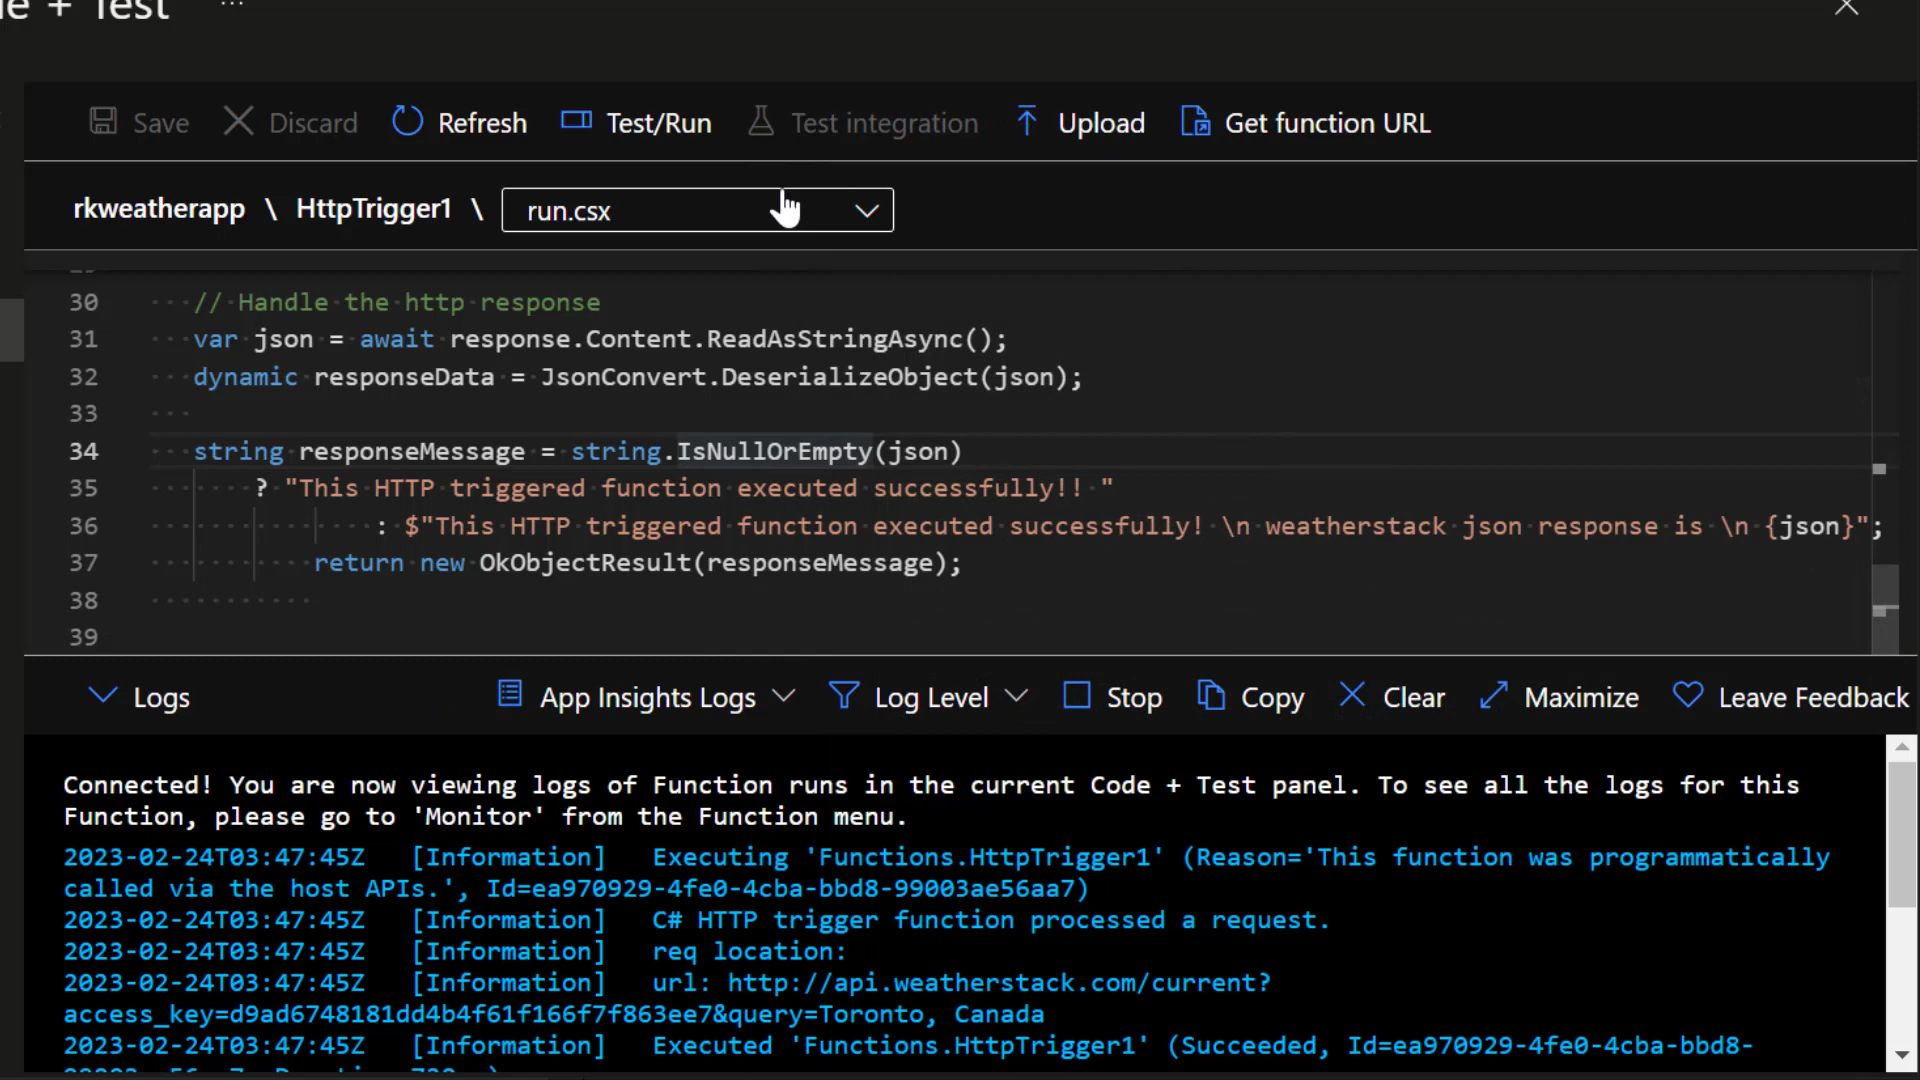 + Test ...
Save Discard Refresh Test/Run Test integration Upload Get function URL
rkweatherapp \ HttpTrigger1 \ run.csx
30 // Handle the http response
31 var json = await response.Content.ReadAsStringAsync();
32 dynamic responseData = JsonConvert.DeserializeObject(json);
33
34 string responseMessage = string.IsNullOrEmpty(json)
35 ? "This HTTP triggered function executed successfully!! "
36 : $"This HTTP triggered function executed successfully! \n weatherstack json response is \n {json}";
37 return new OkObjectResult(responseMessage);
38
39
Logs App Insights Logs Log Level Stop Copy Clear Maximize Leave Feedback
Connected! You are now viewing logs of Function runs in the current Code + Test panel. To see all the logs for this
Function, please go to 'Monitor' from the Function menu.
2023-02-24T03:47:45Z [Information] Executing 'Functions.HttpTrigger1' (Reason='This function was programmatically
called via the host APIs.', Id=ea970929-4fe0-4cba-bbd8-99003ae56aa7)
2023-02-24T03:47:45Z [Information] C# HTTP trigger function processed a request.
2023-02-24T03:47:45Z [Information] req location:
2023-02-24T03:47:45Z [Information] url: http://api.weatherstack.com/current?
access_key=d9ad6748181dd4b4f61f166f7f863ee7&query=Toronto, Canada
2023-02-24T03:47:45Z [Information] Executed 'Functions.HttpTrigger1' (Succeeded, Id=ea970929-4fe0-4cba-bbd8-